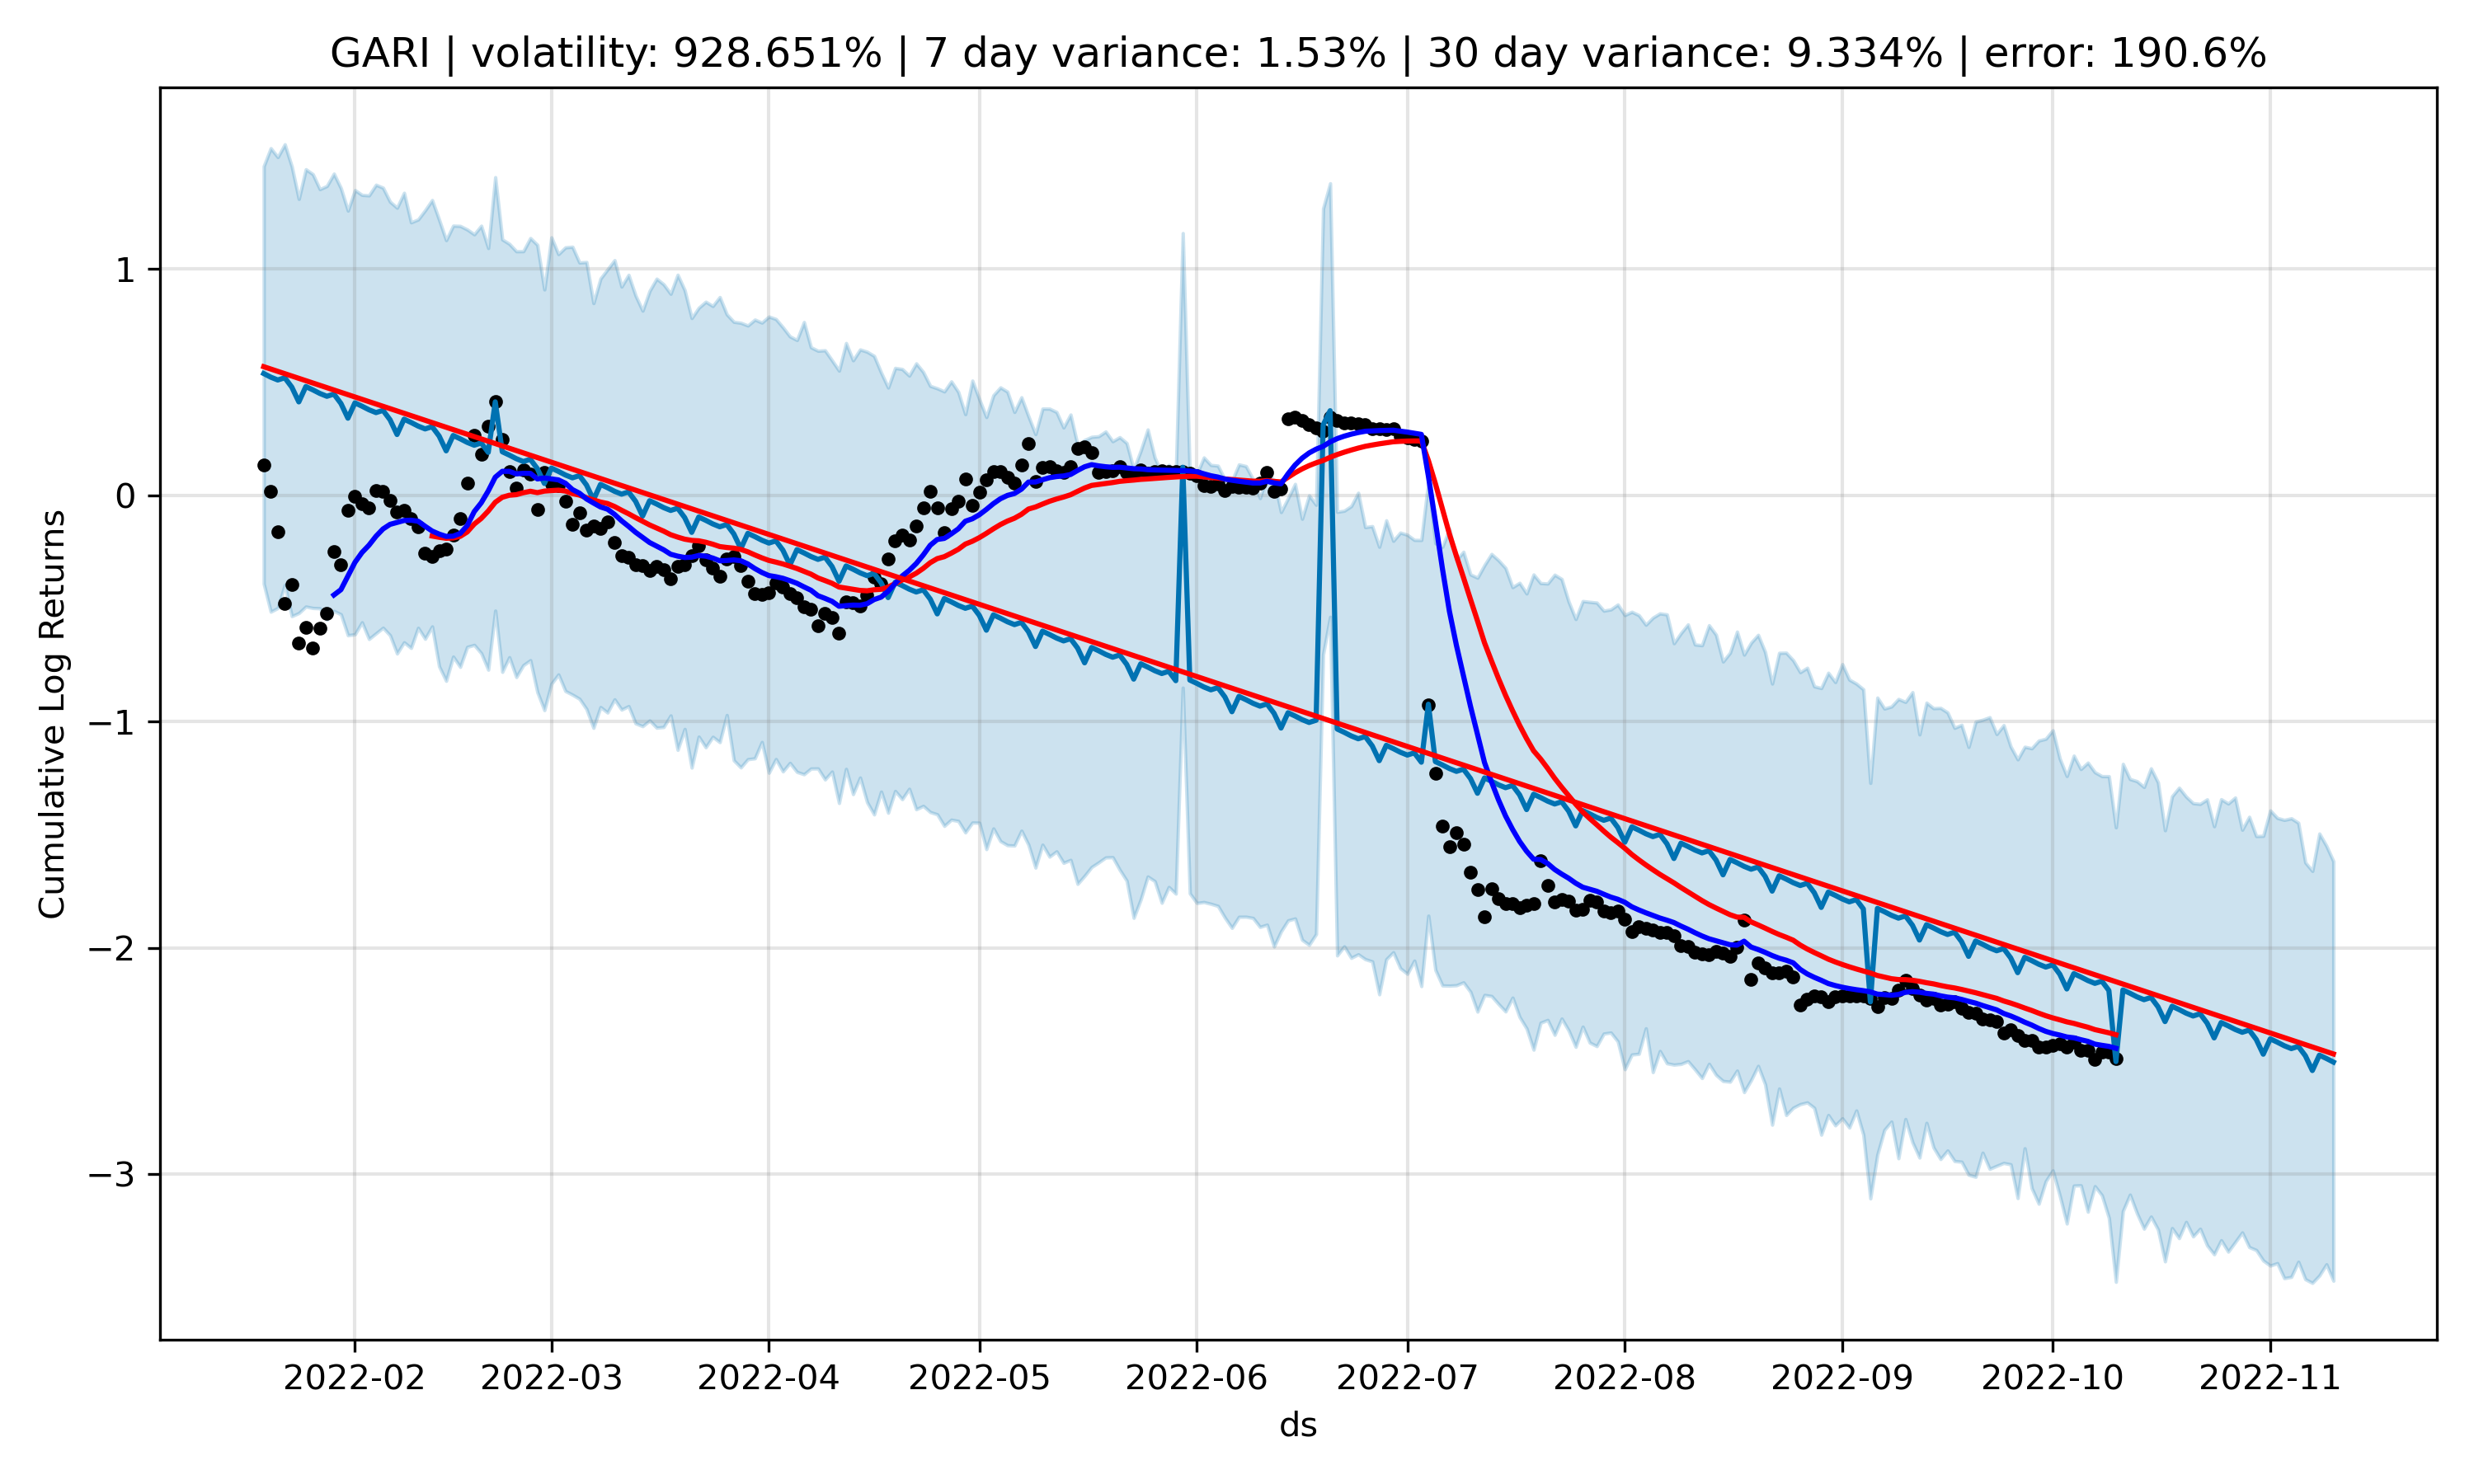 GARI | volatility: 928.651% | 7 day variance: 1.53% | 30 day variance: 9.334% | error: 190.6%
Cumulative Log Returns
1
0
−1
−2
−3
2022-02 2022-03 2022-04 2022-05 2022-06 2022-07 2022-08 2022-09 2022-10 2022-11
ds